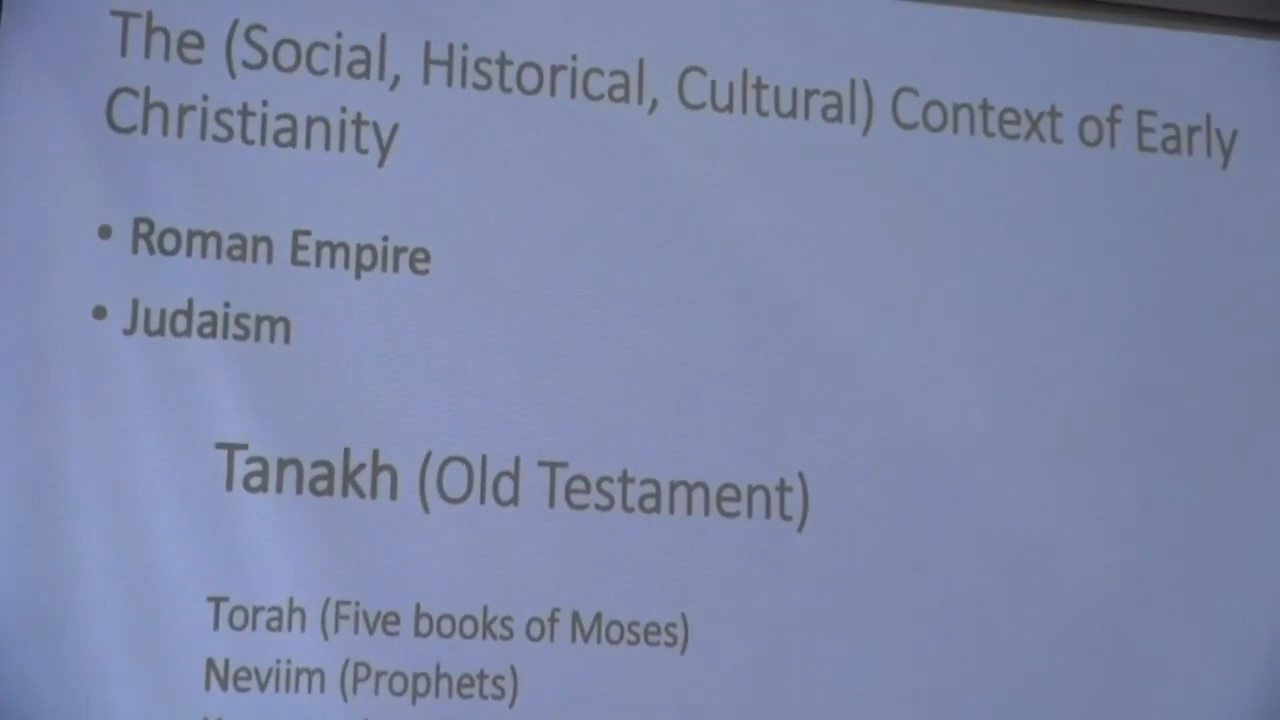 The (Social, Historical, Cultural) Context of Early
Christianity
• Roman Empire
• Judaism
Tanakh (Old Testament)
Torah (Five books of Moses)
Neviim (Prophets)